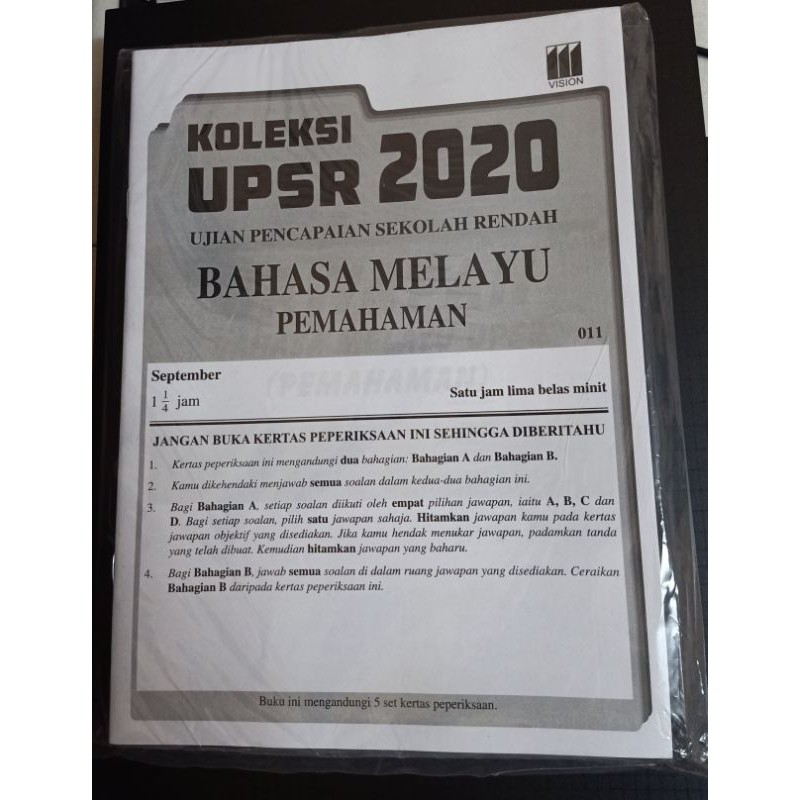 VISION
KOLEKSI
UPSR 2020
UJIAN PENCAPAIAN SEKOLAH RENDAH
BAHASA MELAYU
PEMAHAMAN
011
September
1 1/4 jam
Satu jam lima belas minit
JANGAN BUKA KERTAS PEPERIKSAAN INI SEHINGGA DIBERITAHU
1. Kertas peperiksaan ini mengandungi dua bahagian: Bahagian A dan Bahagian B.
2. Kamu dikehendaki menjawab semua soalan dalam kedua-dua bahagian ini.
3. Bagi Bahagian A, setiap soalan diikuti oleh empat pilihan jawapan, iaitu A, B, C dan
D. Bagi setiap soalan, pilih satu jawapan sahaja. Hitamkan jawapan kamu pada kertas
jawapan objektif yang disediakan. Jika kamu hendak menukar jawapan, padamkan tanda
yang telah dibuat. Kemudian hitamkan jawapan yang baharu.
4. Bagi Bahagian B, jawab semua soalan di dalam ruang jawapan yang disediakan. Ceraikan
Bahagian B daripada kertas peperiksaan ini.
Buku ini mengandungi 5 set kertas peperiksaan.